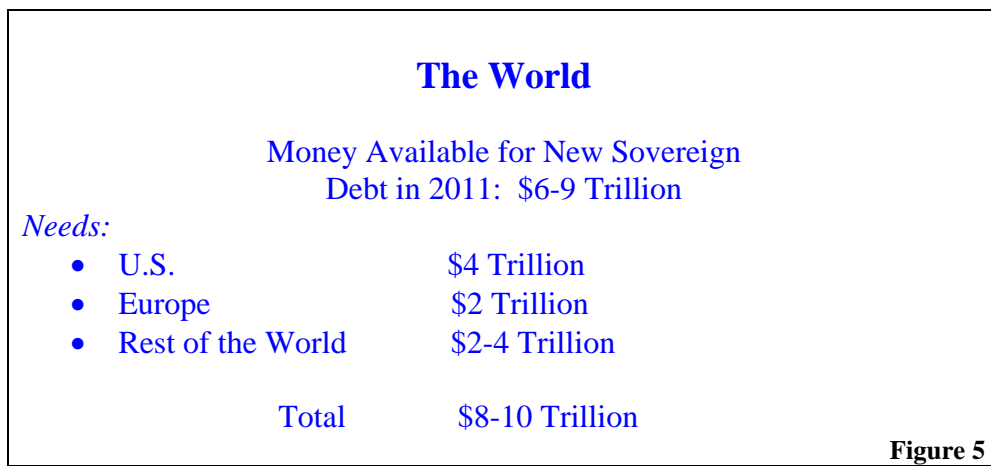 The World
Money Available for New Sovereign
Debt in 2011: $6-9 Trillion
Needs:
• U.S. $4 Trillion
• Europe $2 Trillion
• Rest of the World $2-4 Trillion
Total $8-10 Trillion
Figure 5